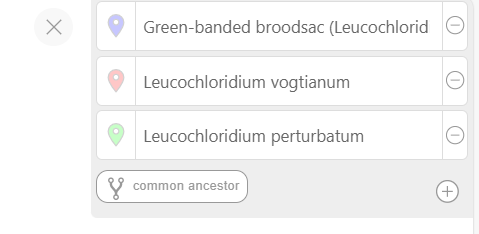 Green-banded broodsac (Leucochlorid
Leucochloridium vogtianum
Leucochloridium perturbatum
common ancestor